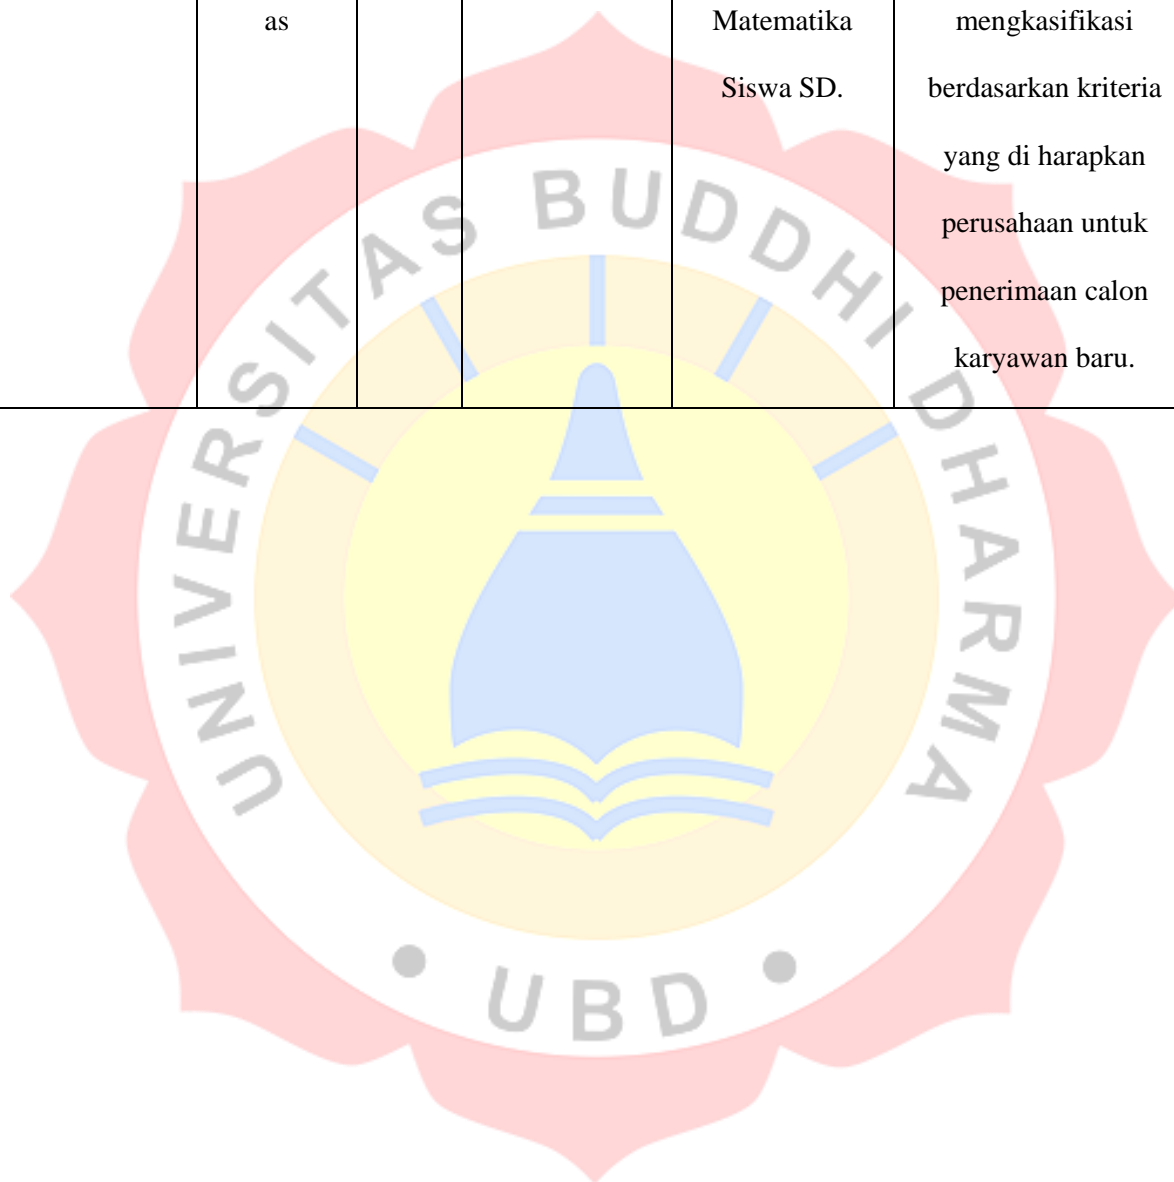 as
Matematika
Siswa SD.
mengkasifikasi
berdasarkan kriteria
yang di harapkan
perusahaan untuk
penerimaan calon
karyawan baru.
UNIVERSITAS BUDDHI DHARMA
• UBD •